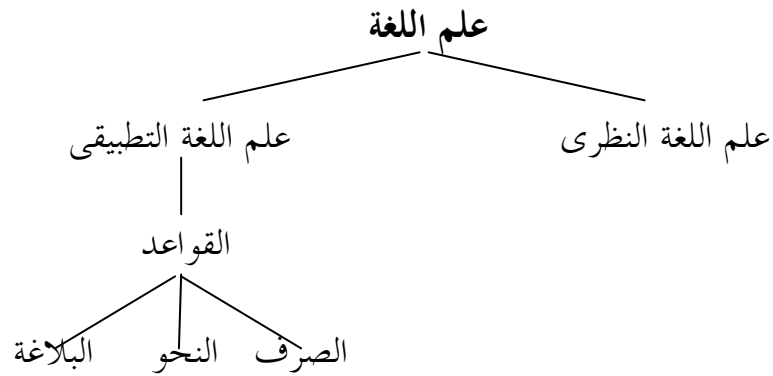 علم اللغة
علم اللغة النظرى علم اللغة التطبيقى
القواعد
الصرف النحو البلاغة